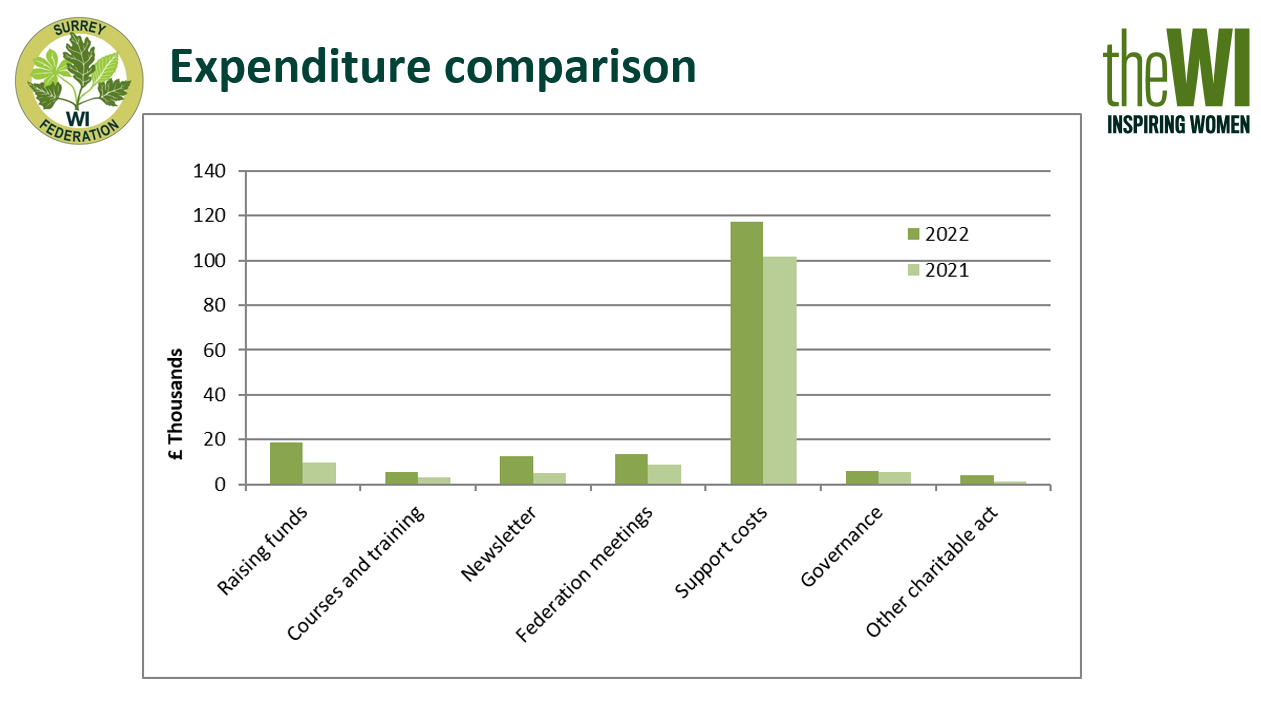 SURREY
WI
FEDERATION
Expenditure comparison
theWI
INSPIRING WOMEN
140
120
100
80
60
40
20
0
£ Thousands
2022
2021
Raising funds
Courses and training
Newsletter
Federation meetings
Support costs
Governance
Other charitable act